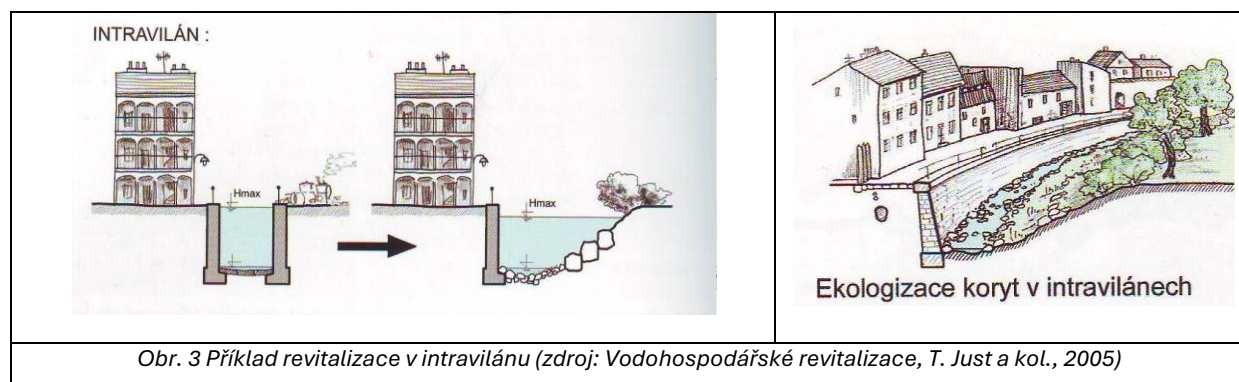 INTRAVILÁN :
Hmax
Hmax
Ekologizace koryt v intravilánech
Obr. 3 Příklad revitalizace v intravilánu (zdroj: Vodohospodářské revitalizace, T. Just a kol., 2005)